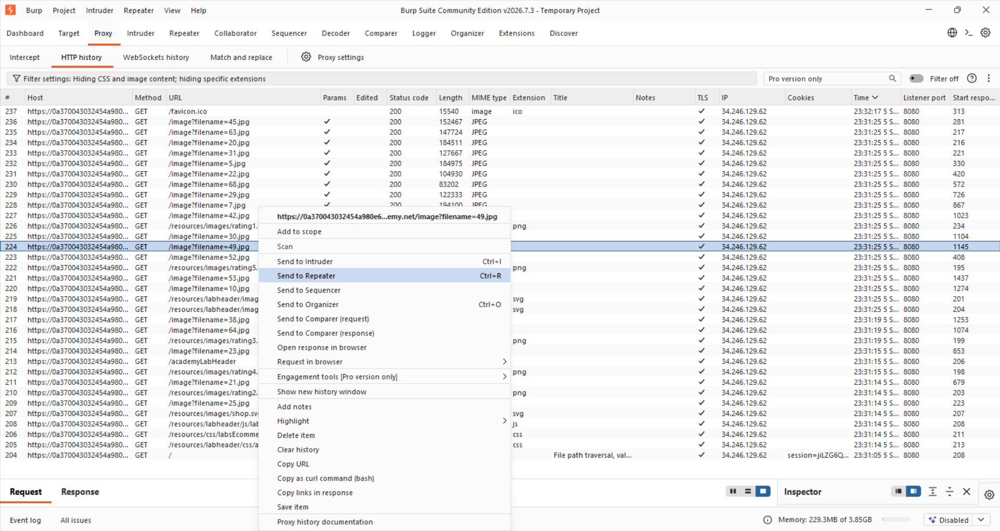 Burp Project Intruder Repeater View Help Burp Suite Community Edition v2026.7.3 - Temporary Project
Dashboard Target Proxy Intruder Repeater Collaborator Sequencer Decoder Comparer Logger Organizer Extensions Discover
Intercept HTTP history WebSockets history Match and replace Proxy settings
Filter settings: Hiding CSS and image content; hiding specific extensions Pro version only Filter off
# Host Method URL Params Edited Status code Length MIME type Extension Title Notes TLS IP Cookies Time Listener port Start respo...
237 https://0a370043032454a980... GET /favicon.ico 200 15540 image ico 34.246.129.62 23:32:17 5 S... 8080 313
236 https://0a370043032454a980... GET /image?filename=45.jpg 200 152467 JPEG 34.246.129.62 23:31:25 5 S... 8080 281
235 https://0a370043032454a980... GET /image?filename=63.jpg 200 147724 JPEG 34.246.129.62 23:31:25 5 S... 8080 217
234 https://0a370043032454a980... GET /image?filename=20.jpg 200 184511 JPEG 34.246.129.62 23:31:25 5 S... 8080 216
233 https://0a370043032454a980... GET /image?filename=31.jpg 200 127667 JPEG 34.246.129.62 23:31:25 5 S... 8080 221
232 https://0a370043032454a980... GET /image?filename=5.jpg 200 184975 JPEG 34.246.129.62 23:31:25 5 S... 8080 330
231 https://0a370043032454a980... GET /image?filename=22.jpg 200 104930 JPEG 34.246.129.62 23:31:25 5 S... 8080 420
230 https://0a370043032454a980... GET /image?filename=68.jpg 200 83202 JPEG 34.246.129.62 23:31:25 5 S... 8080 572
229 https://0a370043032454a980... GET /image?filename=29.jpg 200 122333 JPEG 34.246.129.62 23:31:25 5 S... 8080 726
228 https://0a370043032454a980... GET /image?filename=7.jpg 200 194100 JPEG 34.246.129.62 23:31:25 5 S... 8080 867
227 https://0a370043032454a980... GET /image?filename=42.jpg 34.246.129.62 23:31:25 5 S... 8080 1023
226 https://0a370043032454a980... GET /resources/images/rating1. png 34.246.129.62 23:31:25 5 S... 8080 234
225 https://0a370043032454a980... GET /image?filename=30.jpg 34.246.129.62 23:31:25 5 S... 8080 1104
224 https://0a370043032454a980... GET /image?filename=49.jpg 34.246.129.62 23:31:25 5 S... 8080 1145
223 https://0a370043032454a980... GET /image?filename=52.jpg 34.246.129.62 23:31:25 5 S... 8080 408
222 https://0a370043032454a980... GET /resources/images/rating5. png 34.246.129.62 23:31:25 5 S... 8080 195
221 https://0a370043032454a980... GET /image?filename=53.jpg 34.246.129.62 23:31:25 5 S... 8080 1437
220 https://0a370043032454a980... GET /image?filename=10.jpg 34.246.129.62 23:31:25 5 S... 8080 1274
219 https://0a370043032454a980... GET /resources/labheader/imag svg 34.246.129.62 23:31:25 5 S... 8080 201
218 https://0a370043032454a980... GET /resources/labheader/imag svg 34.246.129.62 23:31:25 5 S... 8080 204
217 https://0a370043032454a980... GET /image?filename=38.jpg 34.246.129.62 23:31:19 5 S... 8080 1253
216 https://0a370043032454a980... GET /image?filename=64.jpg 34.246.129.62 23:31:19 5 S... 8080 1074
215 https://0a370043032454a980... GET /resources/images/rating3. png 34.246.129.62 23:31:19 5 S... 8080 199
214 https://0a370043032454a980... GET /image?filename=23.jpg 34.246.129.62 23:31:15 5 S... 8080 853
213 https://0a370043032454a980... GET /academyLabHeader 34.246.129.62 23:31:15 5 S... 8080 206
212 https://0a370043032454a980... GET /resources/images/rating4. png 34.246.129.62 23:31:15 5 S... 8080 198
211 https://0a370043032454a980... GET /image?filename=21.jpg 34.246.129.62 23:31:14 5 S... 8080 679
210 https://0a370043032454a980... GET /resources/images/rating2. png 34.246.129.62 23:31:14 5 S... 8080 203
209 https://0a370043032454a980... GET /image?filename=25.jpg 34.246.129.62 23:31:14 5 S... 8080 223
207 https://0a370043032454a980... GET /resources/images/shop.sv svg 34.246.129.62 23:31:14 5 S... 8080 207
208 https://0a370043032454a980... GET /resources/labheader/js/lab js 34.246.129.62 23:31:14 5 S... 8080 208
206 https://0a370043032454a980... GET /resources/css/labsEcomme css 34.246.129.62 23:31:14 5 S... 8080 211
205 https://0a370043032454a980... GET /resources/labheader/css/a css 34.246.129.62 23:31:14 5 S... 8080 213
204 https://0a370043032454a980... GET / File path traversal, val... 34.246.129.62 session=jiLZG6Q... 23:31:05 5 S... 8080 208
https://0a370043032454a980e6...emy.net/image?filename=49.jpg
Add to scope
Scan
Send to Intruder Ctrl+I
Send to Repeater Ctrl+R
Send to Sequencer
Send to Organizer Ctrl+O
Send to Comparer (request)
Send to Comparer (response)
Open response in browser
Request in browser
Engagement tools [Pro version only]
Show new history window
Add notes
Highlight
Delete item
Clear history
Copy URL
Copy as curl command (bash)
Copy links in response
Save item
Proxy history documentation
Request Response Inspector
Event log All issues Memory: 229.3MB of 3.85GB Disabled